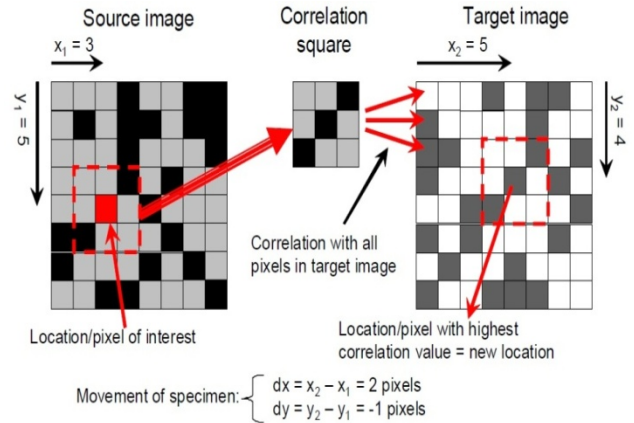 Source image
x₁ = 3
y₁ = 5
Correlation
square
Target image
x₂ = 5
y₂ = 4
Correlation with all
pixels in target image
Location/pixel of interest
Location/pixel with highest
correlation value = new location
Movement of specimen:
dx = x₂ – x₁ = 2 pixels
dy = y₂ – y₁ = -1 pixels